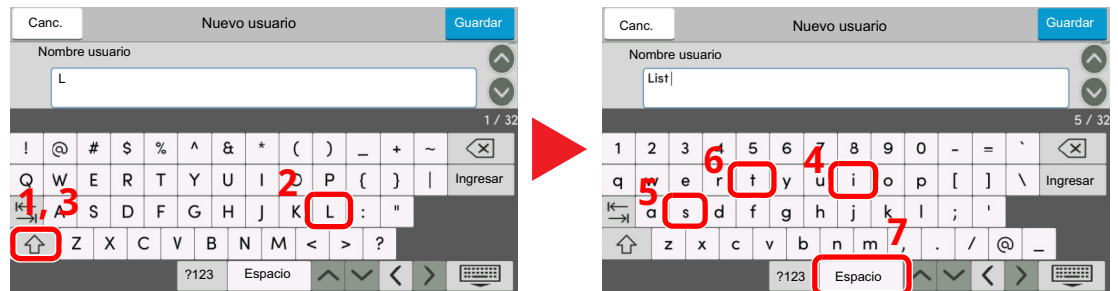 Canc.
Nuevo usuario
Guardar
Nombre usuario
L
1 / 32
! @ # $ % ^ & * ( ) _ + ~
Q W E R T Y U I O P { } | Ingresar
A S D F G H J K L : "
Z X C V B N M < > ?
?123 Espacio
1, 3
2
Canc.
Nuevo usuario
Guardar
Nombre usuario
List
5 / 32
1 2 3 4 5 6 7 8 9 0 - = `
q w e r t y u i o p [ ] \ Ingresar
a s d f g h j k l ; '
z x c v b n m , . / @ _
?123 Espacio
6
4
5
7